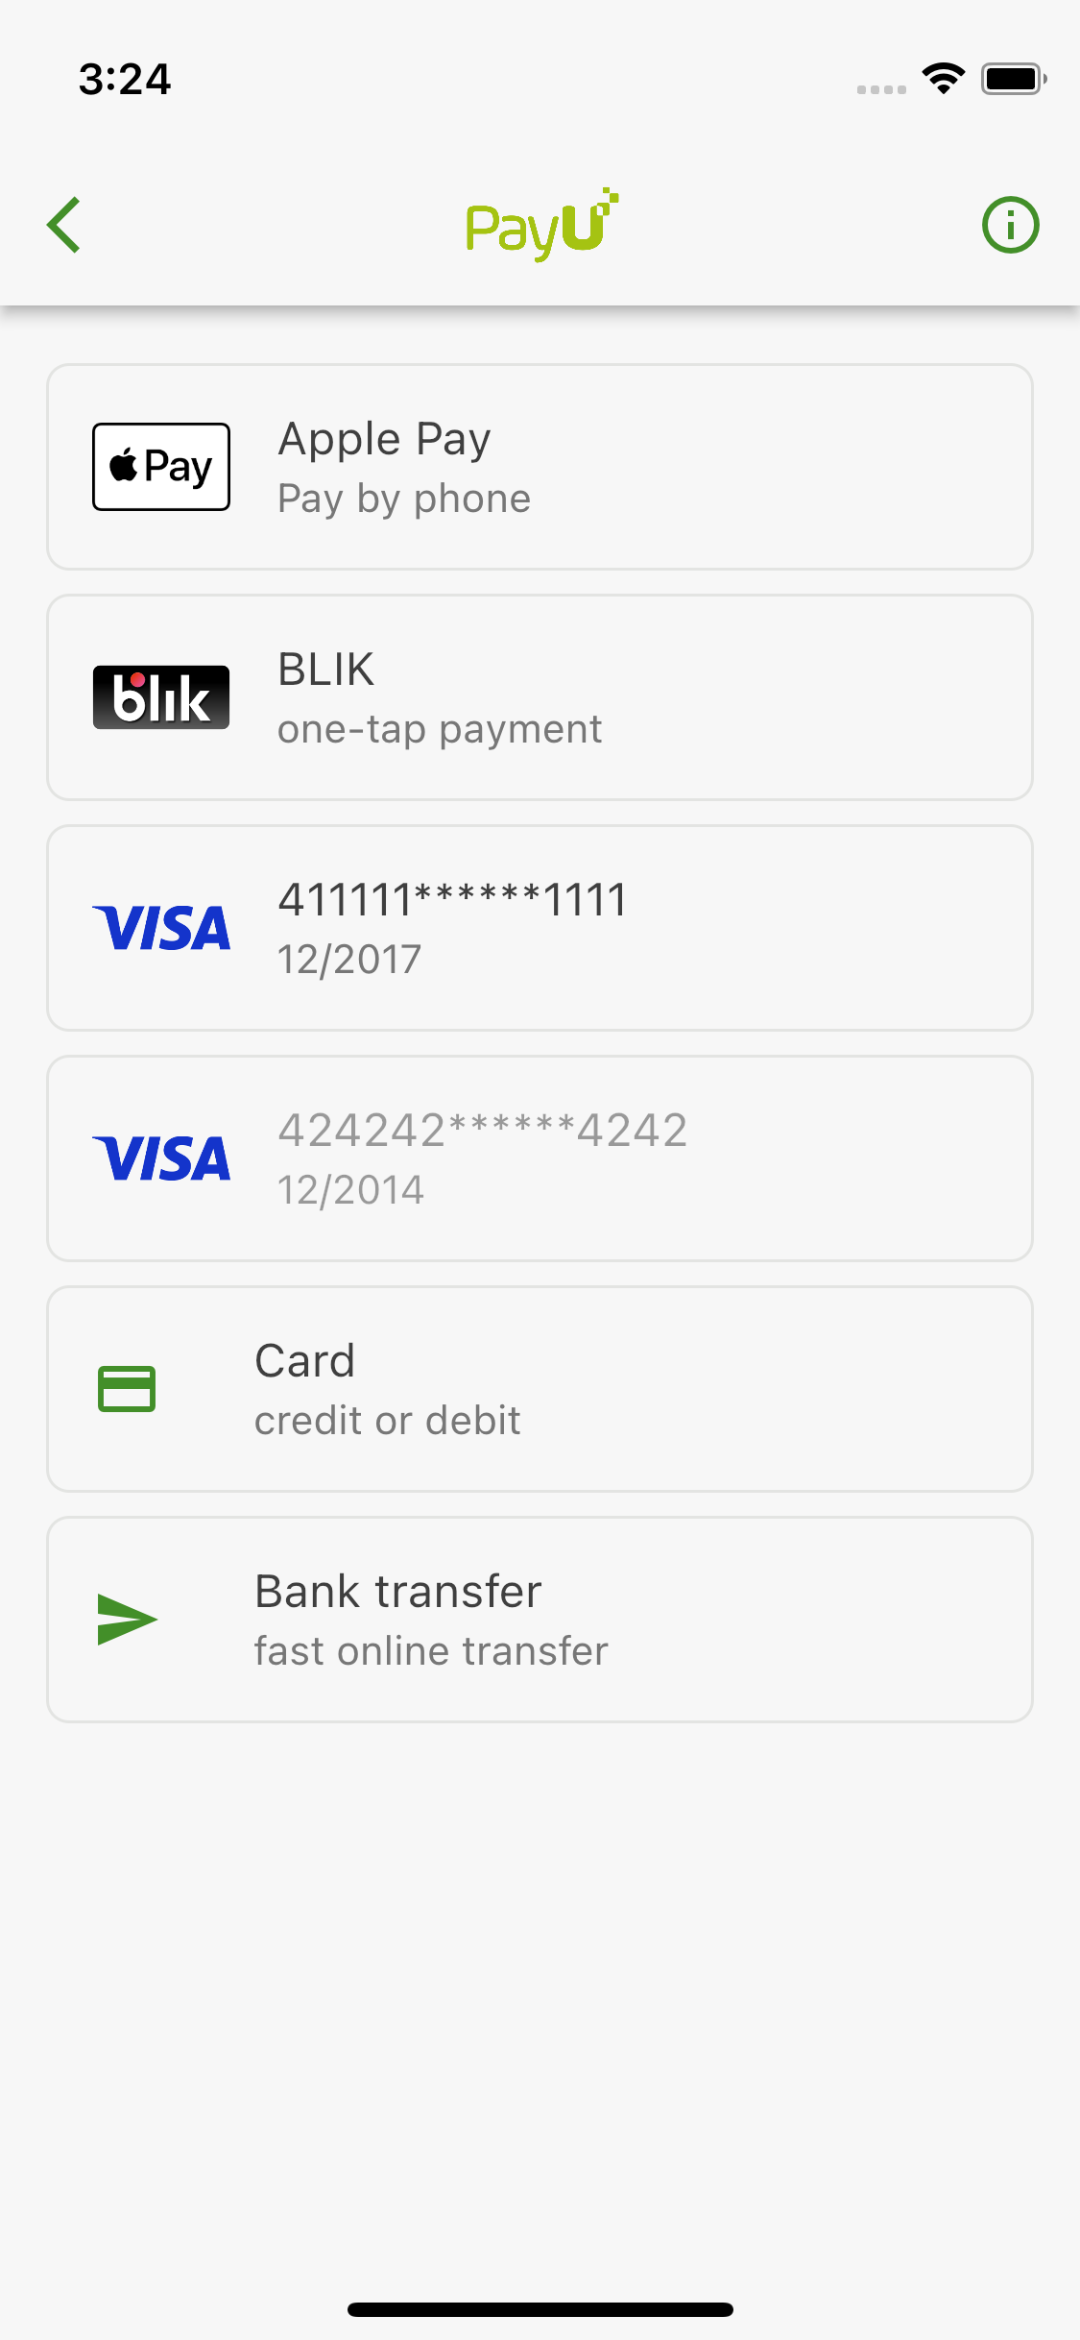 3:24
PayU
Pay
Apple Pay
Pay by phone
blik
BLIK
one-tap payment
VISA
411111******1111
12/2017
VISA
424242******4242
12/2014
Card
credit or debit
Bank transfer
fast online transfer